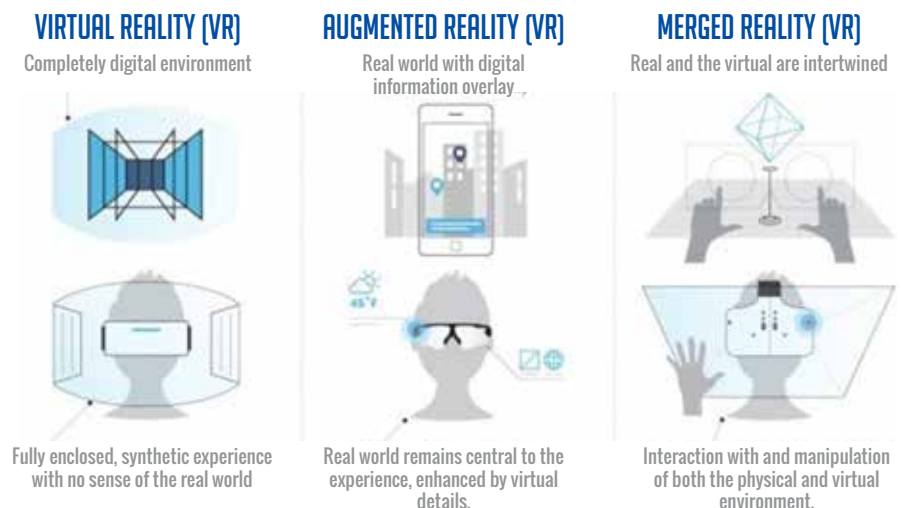 VIRTUAL REALITY (VR)
Completely digital environment
AUGMENTED REALITY (VR)
Real world with digital
information overlay
MERGED REALITY (VR)
Real and the virtual are intertwined
45°F
Fully enclosed, synthetic experience
with no sense of the real world
Real world remains central to the
experience, enhanced by virtual
details.
Interaction with and manipulation
of both the physical and virtual
environment.